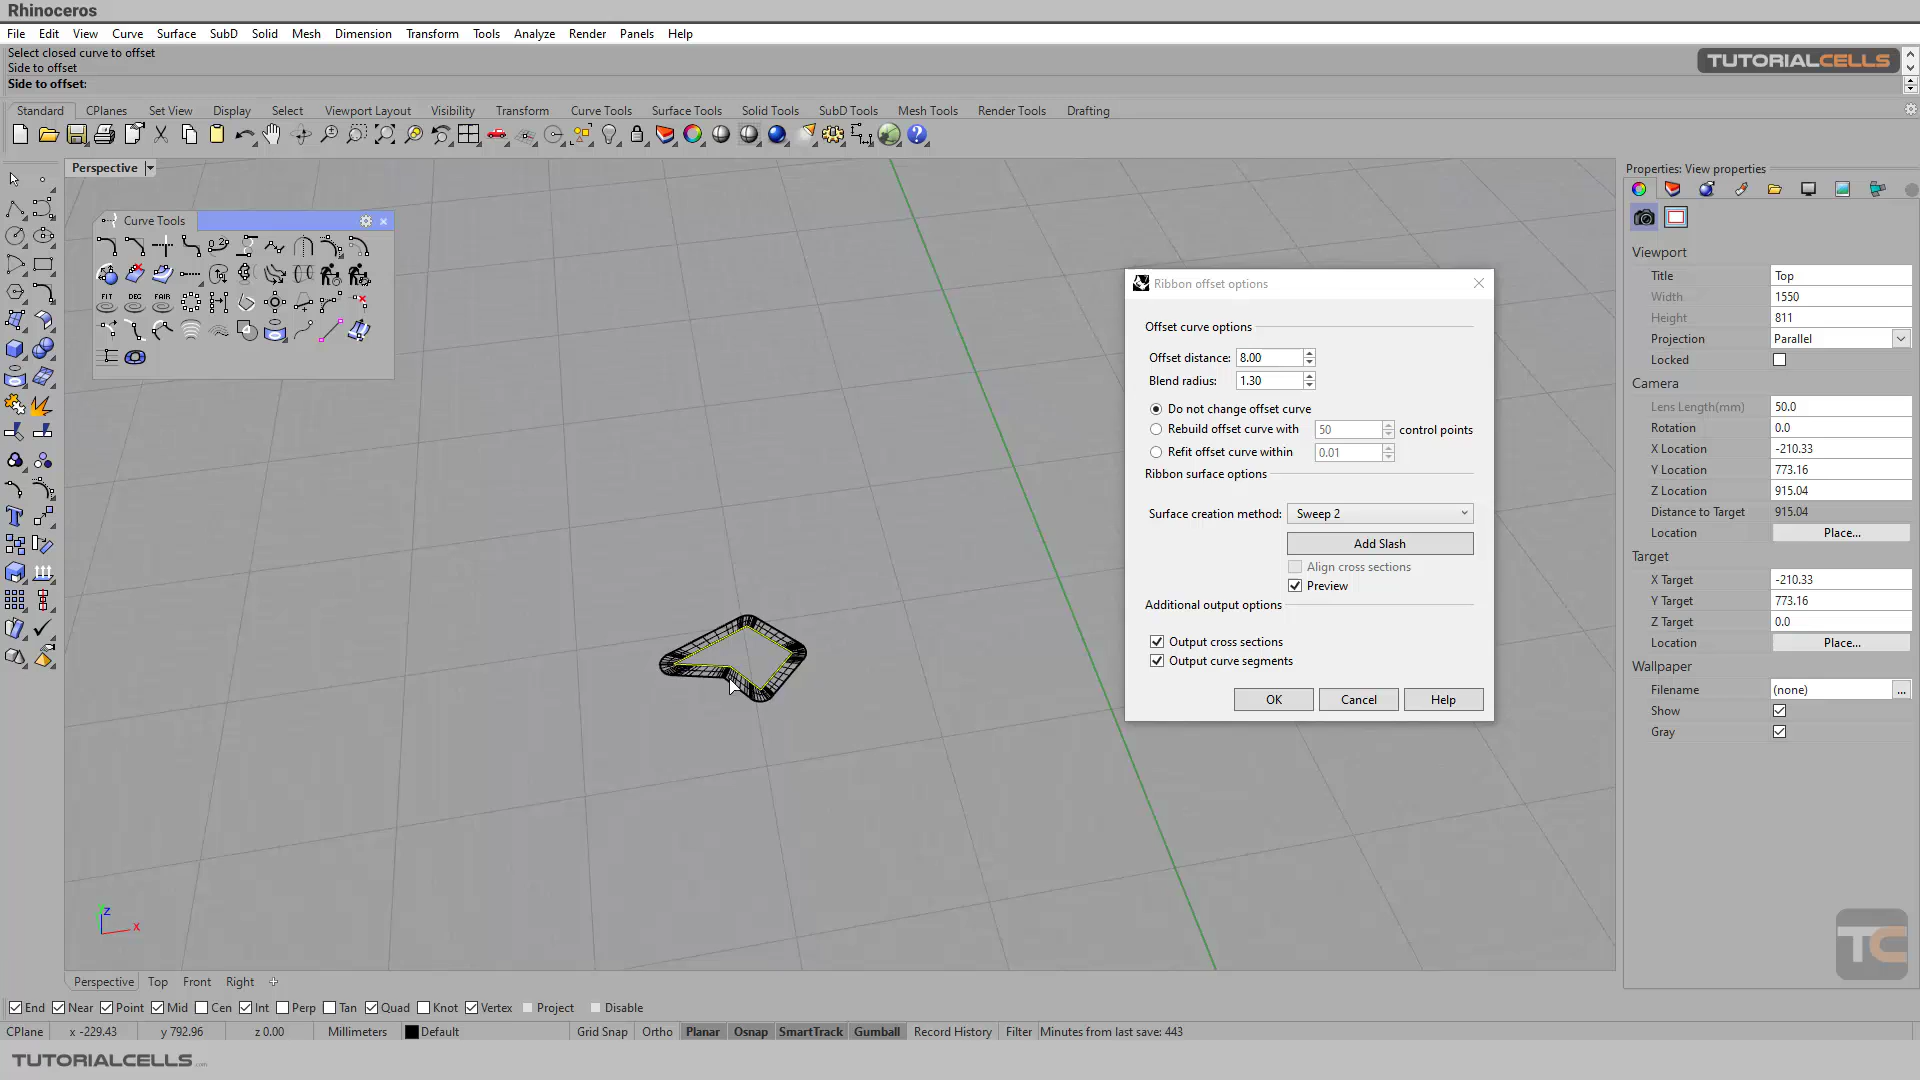 Rhinoceros
File Edit View Curve Surface SubD Solid Mesh Dimension Transform Tools Analyze Render Panels Help
Select closed curve to offset
Side to offset
Side to offset:
TUTORIALCELLS
Standard CPlanes Set View Display Select Viewport Layout Visibility Transform Curve Tools Surface Tools Solid Tools SubD Tools Mesh Tools Render Tools Drafting
Perspective
Curve Tools
FIT DEG FAIR
Ribbon offset options
Offset curve options
Offset distance: 8.00
Blend radius: 1.30
Do not change offset curve
Rebuild offset curve with 50 control points
Refit offset curve within 0.01
Ribbon surface options
Surface creation method: Sweep 2
Add Slash
Align cross sections
Preview
Additional output options
Output cross sections
Output curve segments
OK Cancel Help
Properties: View properties
Viewport
Title Top
Width 1550
Height 811
Projection Parallel
Locked
Camera
Lens Length(mm) 50.0
Rotation 0.0
X Location -210.33
Y Location 773.16
Z Location 915.04
Distance to Target 915.04
Location Place...
Target
X Target -210.33
Y Target 773.16
Z Target 0.0
Location Place...
Wallpaper
Filename (none) ...
Show
Gray
TC
z
x
Perspective Top Front Right
End Near Point Mid Cen Int Perp Tan Quad Knot Vertex Project Disable
CPlane x -229.43 y 792.96 z 0.00 Millimeters Default Grid Snap Ortho Planar Osnap SmartTrack Gumball Record History Filter Minutes from last save: 443
TUTORIALCELLS.com